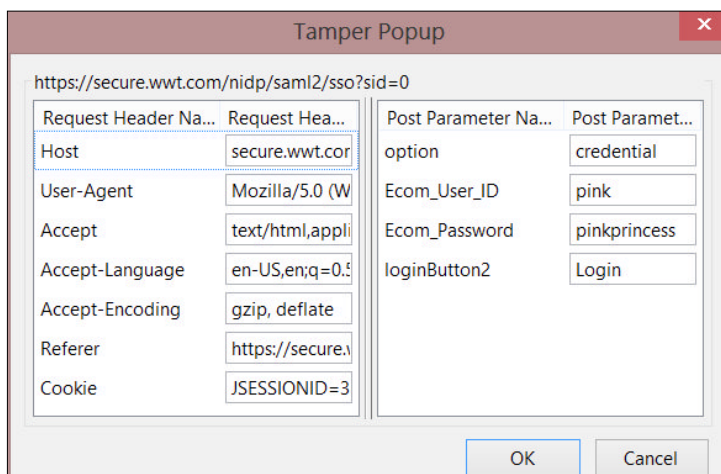 Tamper Popup
https://secure.wwt.com/nidp/saml2/sso?sid=0
Request Header Na... Request Hea...
Host secure.wwt.cor
User-Agent Mozilla/5.0 (W
Accept text/html,appli
Accept-Language en-US,en;q=0.5
Accept-Encoding gzip, deflate
Referer https://secure.w
Cookie JSESSIONID=3
Post Parameter Na... Post Paramet...
option credential
Ecom_User_ID pink
Ecom_Password pinkprincess
loginButton2 Login
OK Cancel